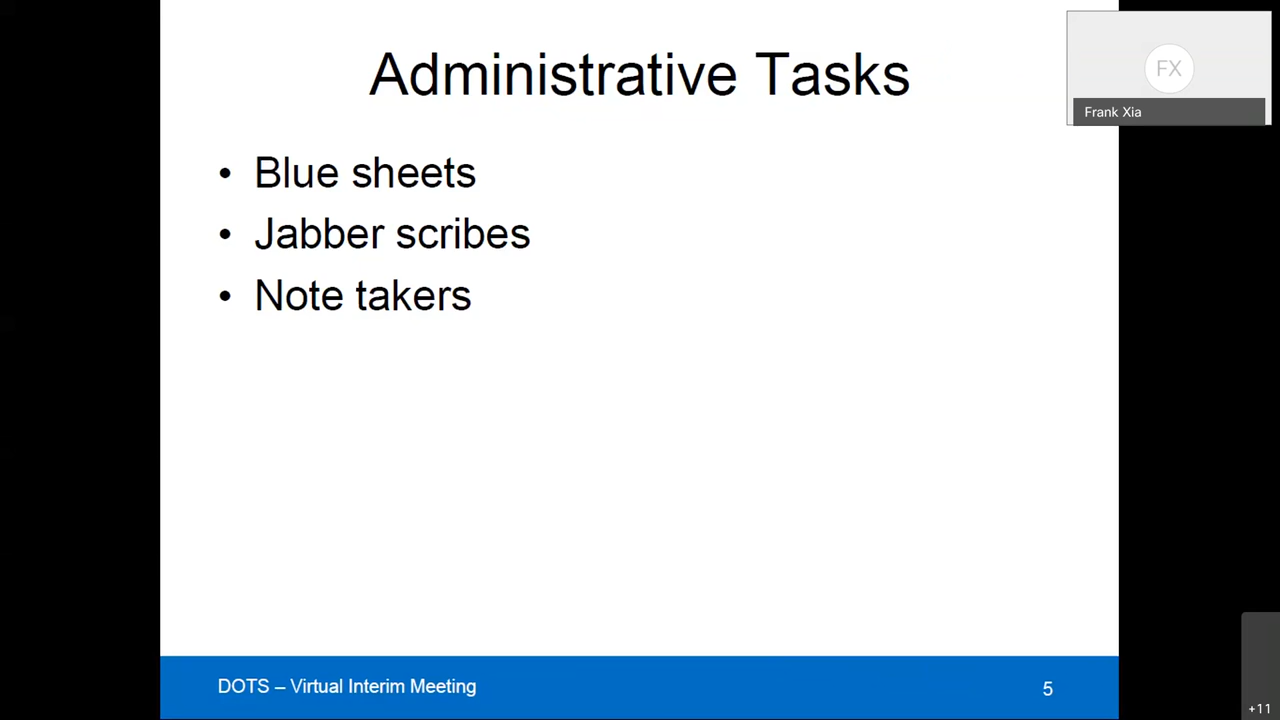 Administrative Tasks
FX
Frank Xia
• Blue sheets
• Jabber scribes
• Note takers
DOTS – Virtual Interim Meeting
5
+11